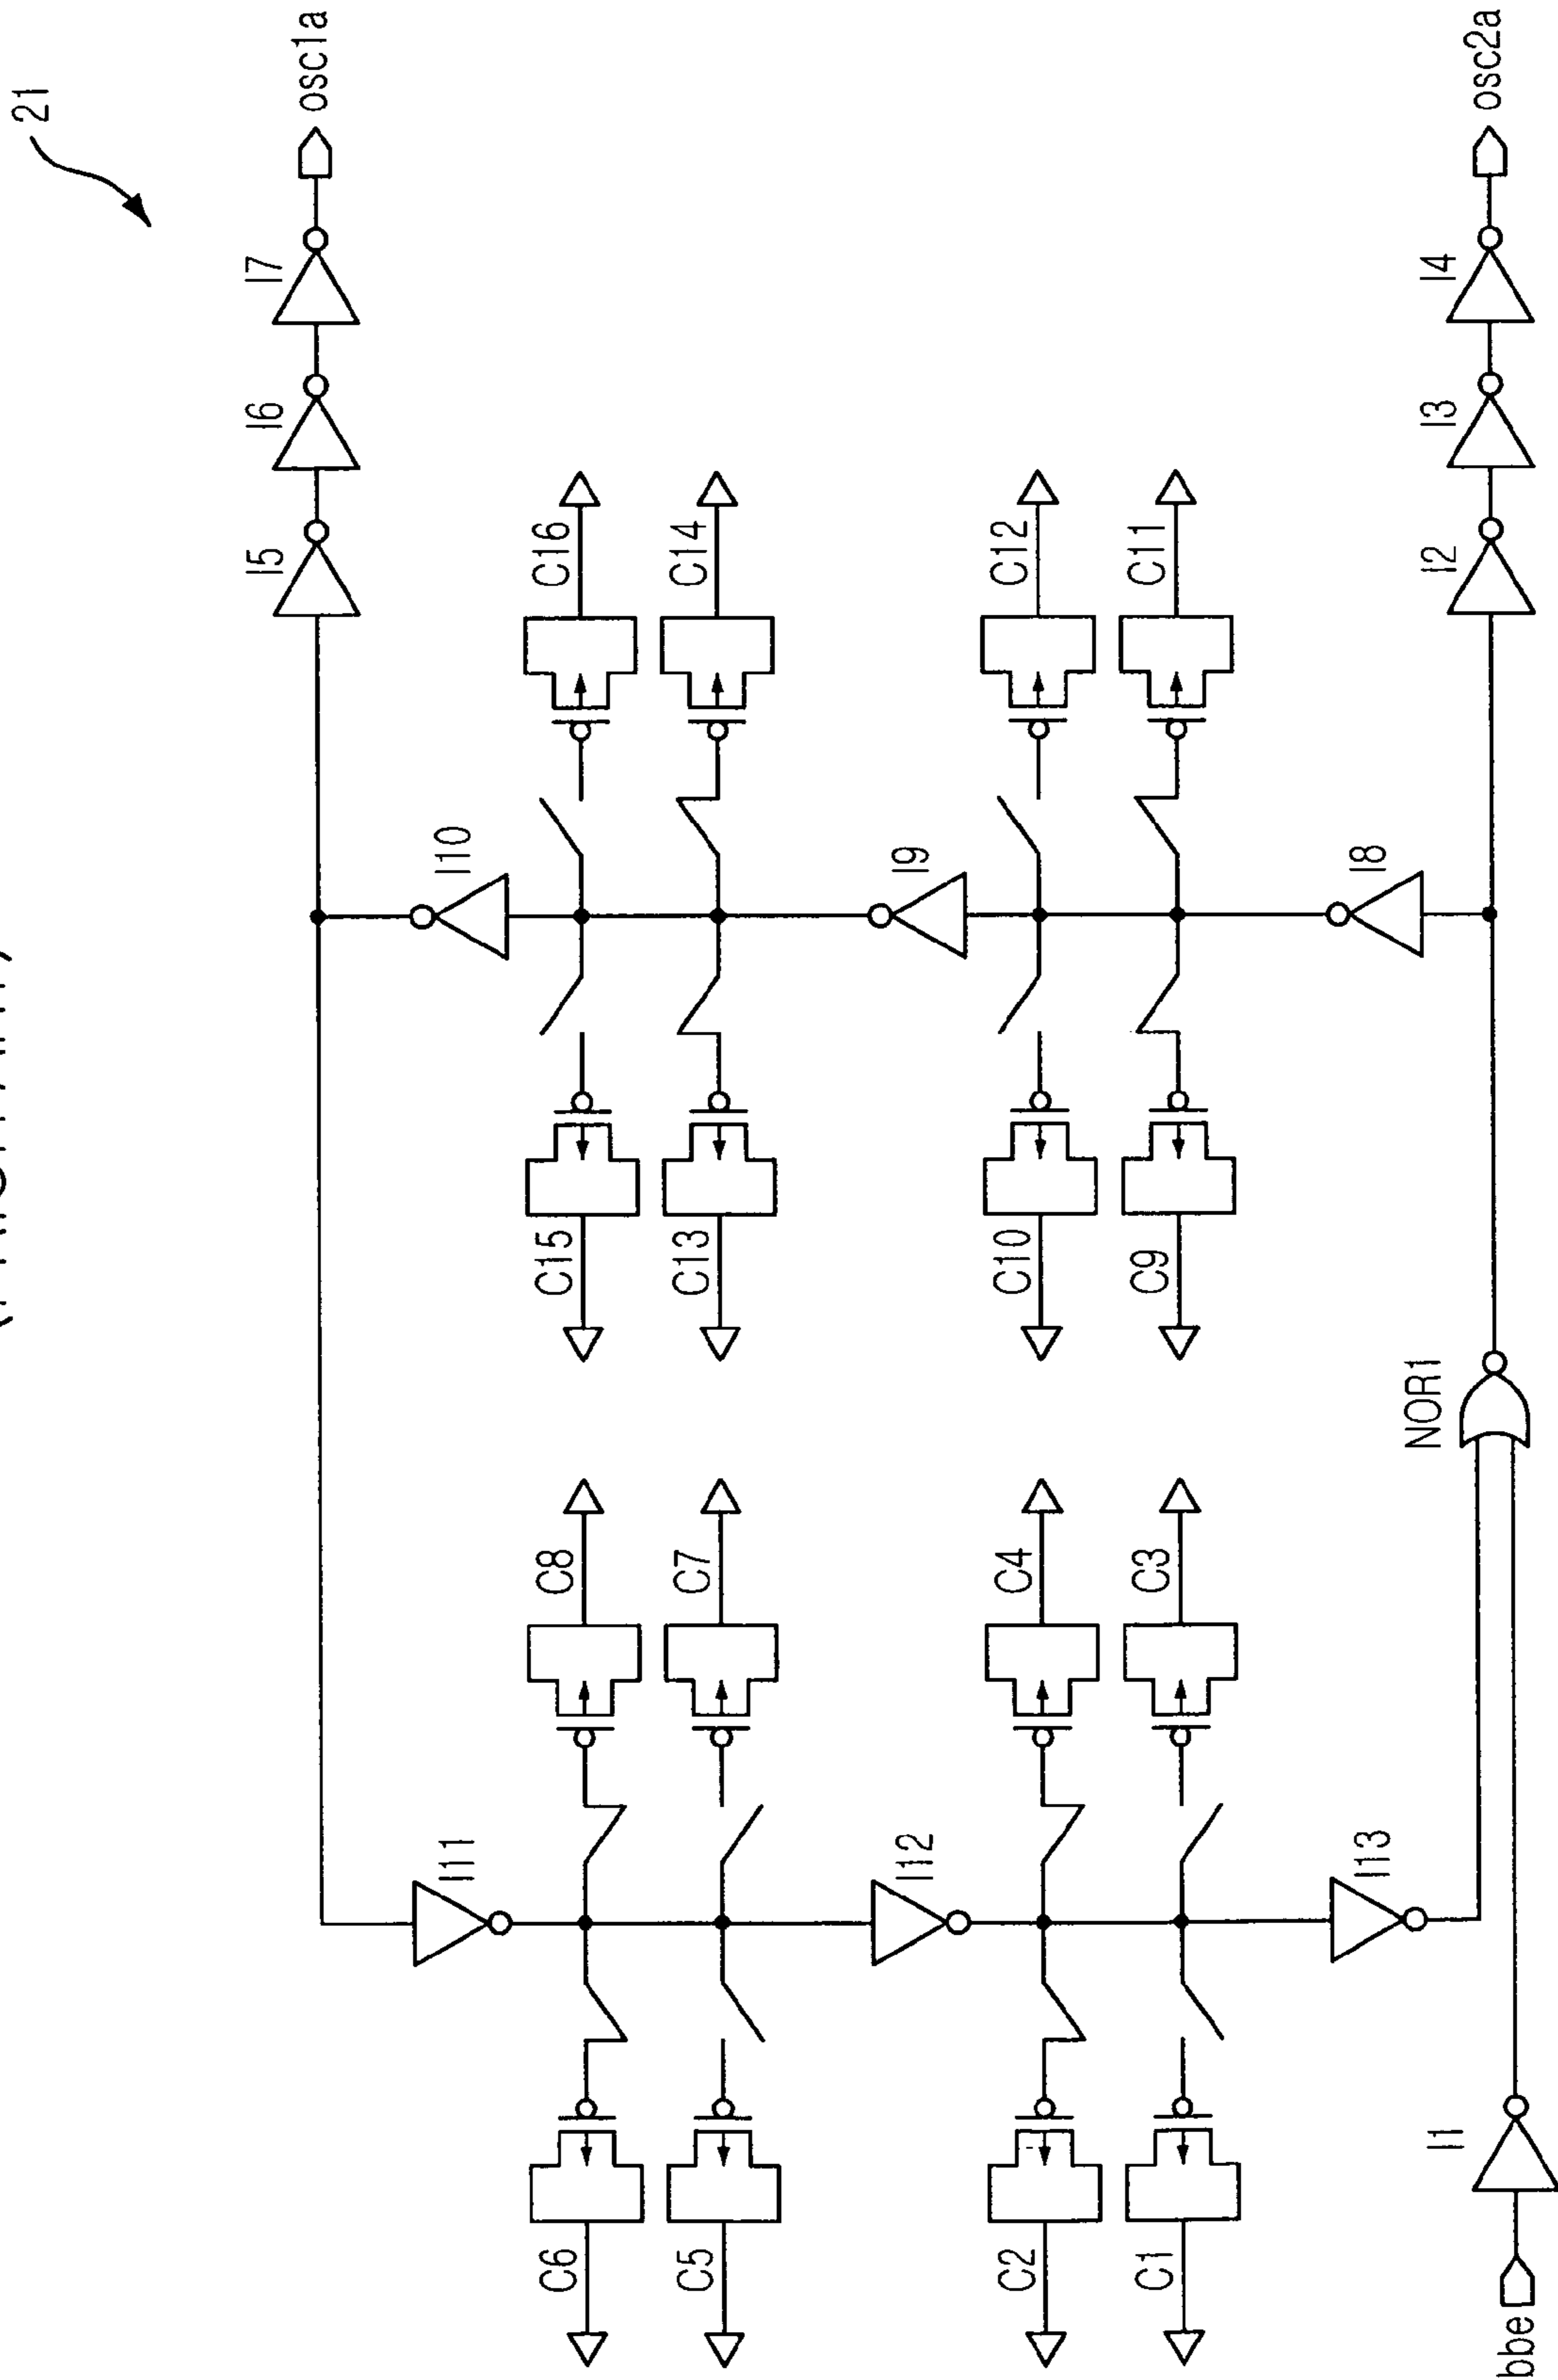 21
I5 I6 I7 osc1a
I11 I10
C6 C8 C15 C16
C5 C7 C13 C14
I12 I9
C2 C4 C10 C12
C1 C3 C9 C11
I13 I8
NOR1
I1 I2 I3 I4
bbe osc2a